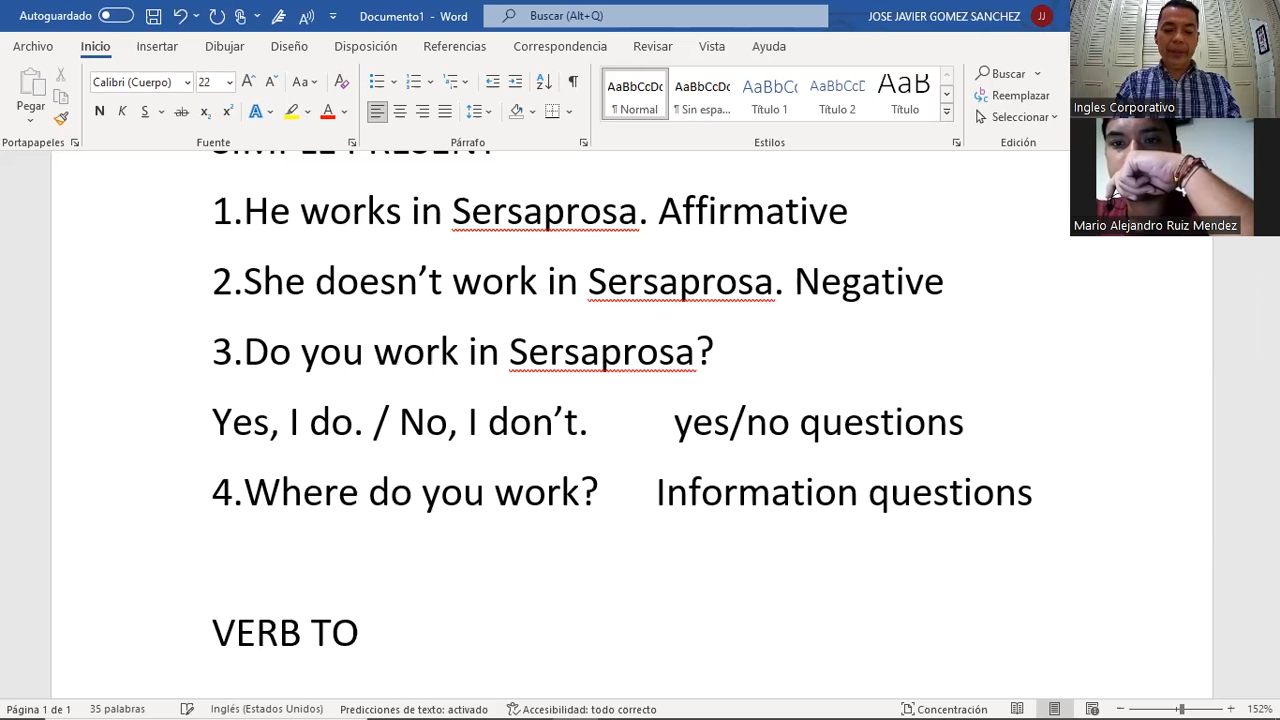 Autoguardado
Documento1 - Word
Buscar (Alt+Q)
JOSE JAVIER GOMEZ SANCHEZ
JJ
Archivo Inicio Insertar Dibujar Diseño Disposición Referencias Correspondencia Revisar Vista Ayuda
Pegar
Portapapeles
Calibri (Cuerpo) 22
Fuente
Párrafo
AaBbCcDc AaBbCcDc AaBbCc AaBbCcD AaB
¶ Normal ¶ Sin espa... Título 1 Título 2 Título
Estilos
Buscar
Reemplazar
Seleccionar
Edición
Ingles Corporativo
Mario Alejandro Ruiz Mendez
SIMPLE PRESENT
1.He works in Sersaprosa. Affirmative
2.She doesn’t work in Sersaprosa. Negative
3.Do you work in Sersaprosa?
Yes, I do. / No, I don’t. yes/no questions
4.Where do you work? Information questions
VERB TO
Página 1 de 1 35 palabras Inglés (Estados Unidos) Predicciones de texto: activado Accesibilidad: todo correcto Concentración 152%